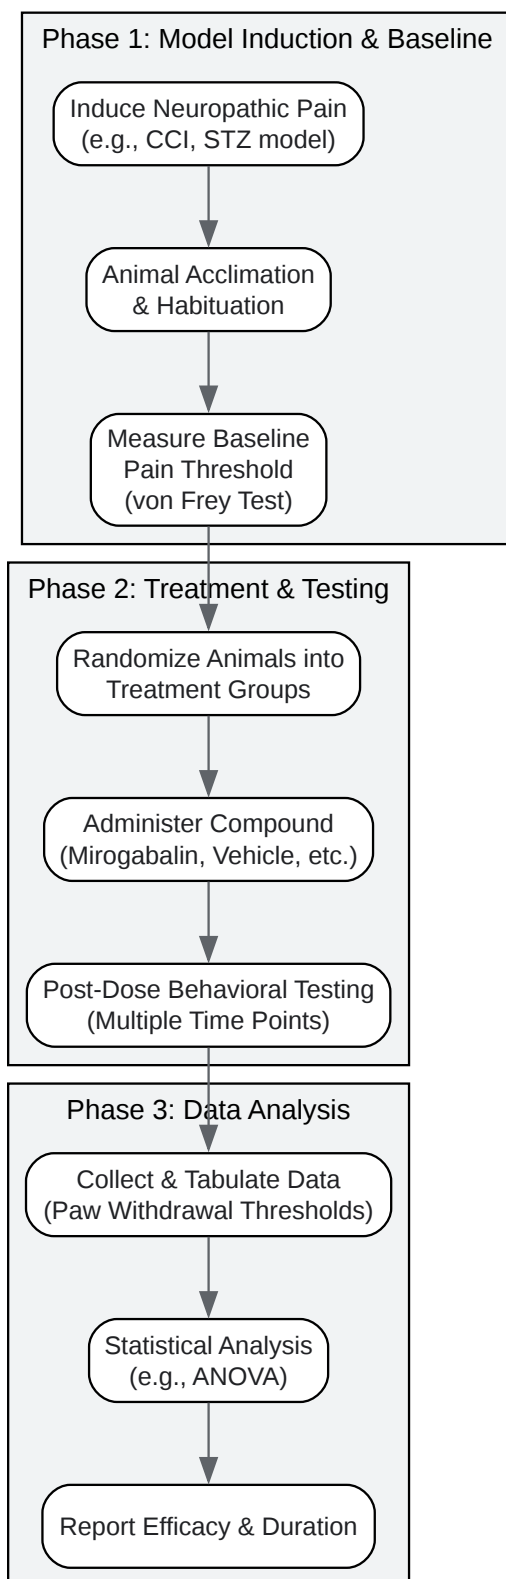 Phase 1: Model Induction & Baseline
Induce Neuropathic Pain
(e.g., CCI, STZ model)
Animal Acclimation
& Habituation
Measure Baseline
Pain Threshold
(von Frey Test)
Phase 2: Treatment & Testing
Randomize Animals into
Treatment Groups
Administer Compound
(Mirogabalin, Vehicle, etc.)
Post-Dose Behavioral Testing
(Multiple Time Points)
Phase 3: Data Analysis
Collect & Tabulate Data
(Paw Withdrawal Thresholds)
Statistical Analysis
(e.g., ANOVA)
Report Efficacy & Duration